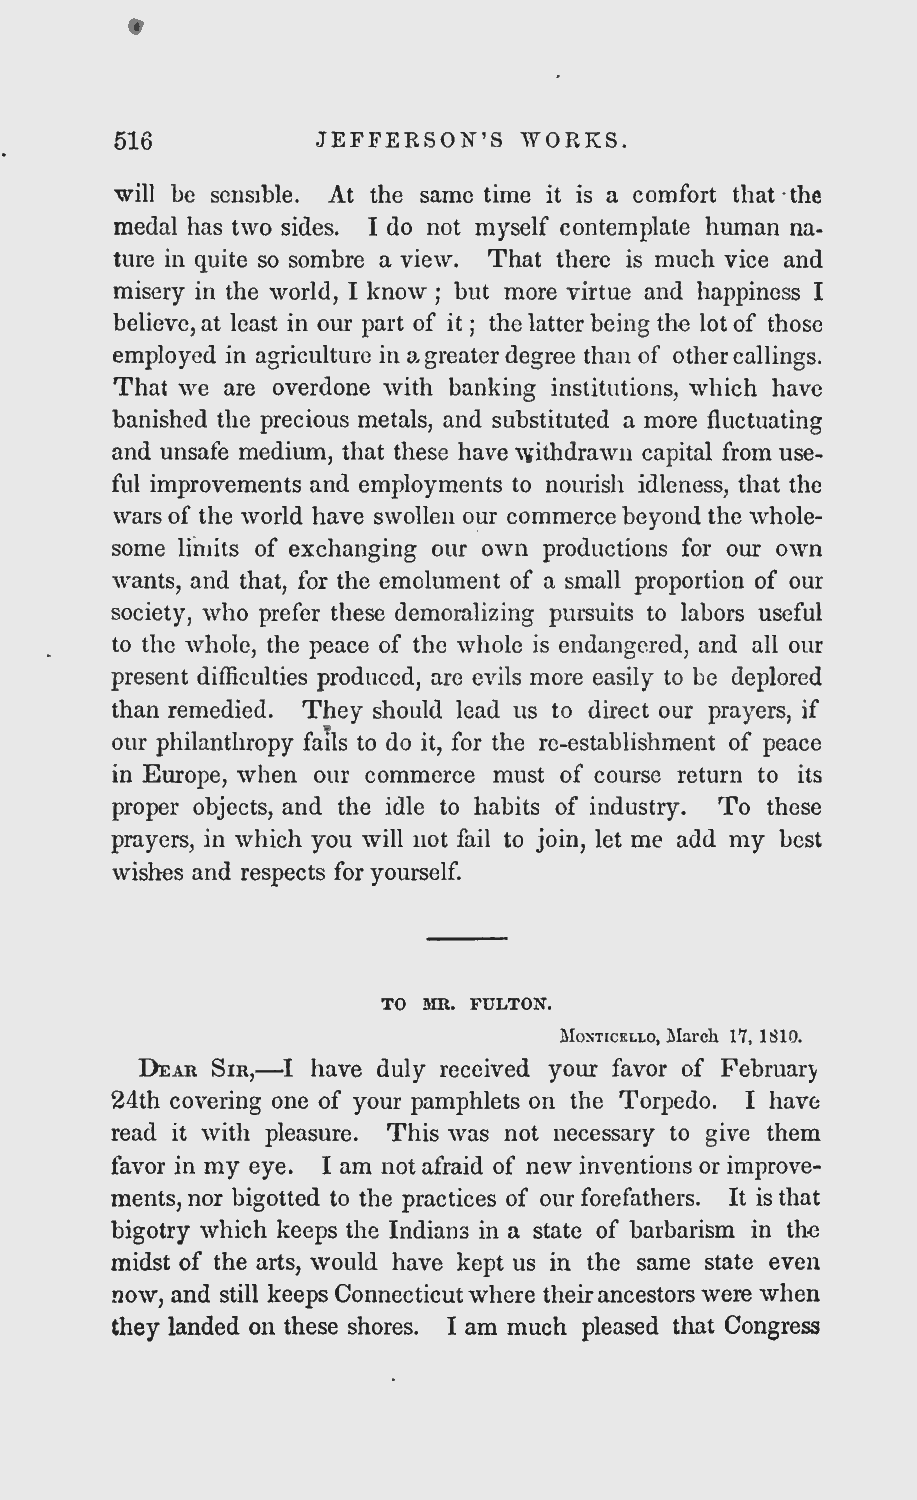 516 JEFFERSON'S WORKS.
will be sensible. At the same time it is a comfort that the
medal has two sides. I do not myself contemplate human na-
ture in quite so sombre a view. That there is much vice and
misery in the world, I know ; but more virtue and happiness I
believe, at least in our part of it ; the latter being the lot of those
employed in agriculture in a greater degree than of other callings.
That we are overdone with banking institutions, which have
banished the precious metals, and substituted a more fluctuating
and unsafe medium, that these have withdrawn capital from use-
ful improvements and employments to nourish idleness, that the
wars of the world have swollen our commerce beyond the whole-
some limits of exchanging our own productions for our own
wants, and that, for the emolument of a small proportion of our
society, who prefer these demoralizing pursuits to labors useful
to the whole, the peace of the whole is endangered, and all our
present difficulties produced, are evils more easily to be deplored
than remedied. They should lead us to direct our prayers, if
our philanthropy fails to do it, for the re-establishment of peace
in Europe, when our commerce must of course return to its
proper objects, and the idle to habits of industry. To these
prayers, in which you will not fail to join, let me add my best
wishes and respects for yourself.
TO MR. FULTON.
MONTICELLO, March 17, 1810.
DEAR SIR,—I have duly received your favor of February
24th covering one of your pamphlets on the Torpedo. I have
read it with pleasure. This was not necessary to give them
favor in my eye. I am not afraid of new inventions or improve-
ments, nor bigotted to the practices of our forefathers. It is that
bigotry which keeps the Indians in a state of barbarism in the
midst of the arts, would have kept us in the same state even
now, and still keeps Connecticut where their ancestors were when
they landed on these shores. I am much pleased that Congress